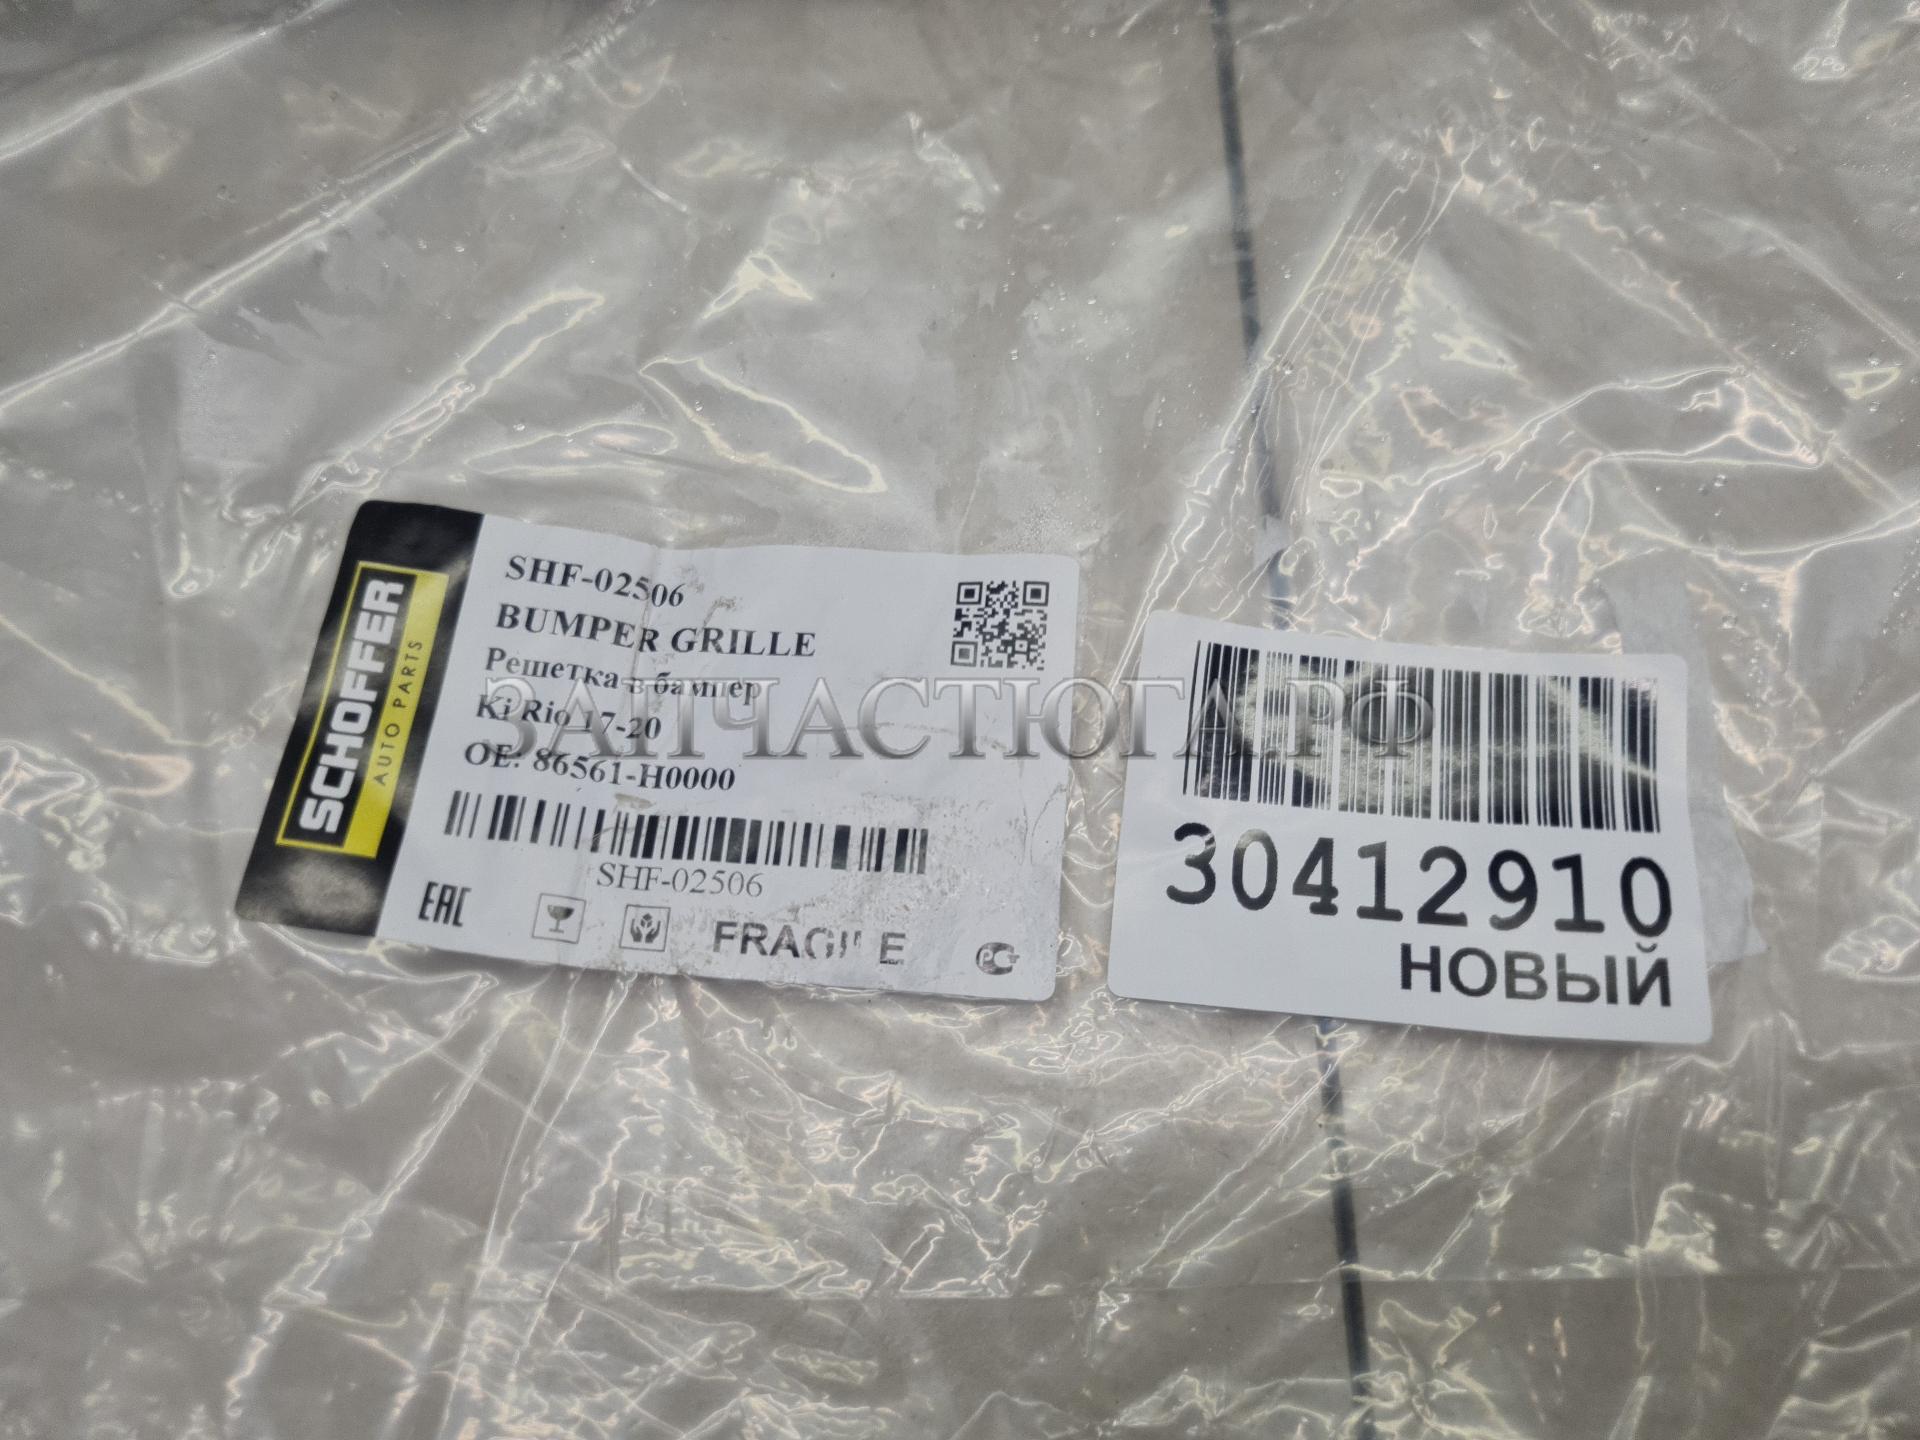 SCHOFFER
AUTO PARTS
SHF-02506
BUMPER GRILLE
Решетка в бампер
Ki Rio 17-20
OE: 86561-H0000
SHF-02506
EAC
FRAGILE
РСТ
30412910
НОВЫЙ
ЗАПЧАСТЮГА.РФ